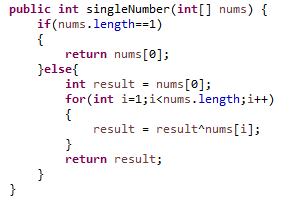 public int singleNumber(int[] nums) {
    if(nums.length==1)
    {
        return nums[0];
    }else{
        int result = nums[0];
        for(int i=1;i<nums.length;i++)
        {
            result = result^nums[i];
        }
        return result;
    }
}